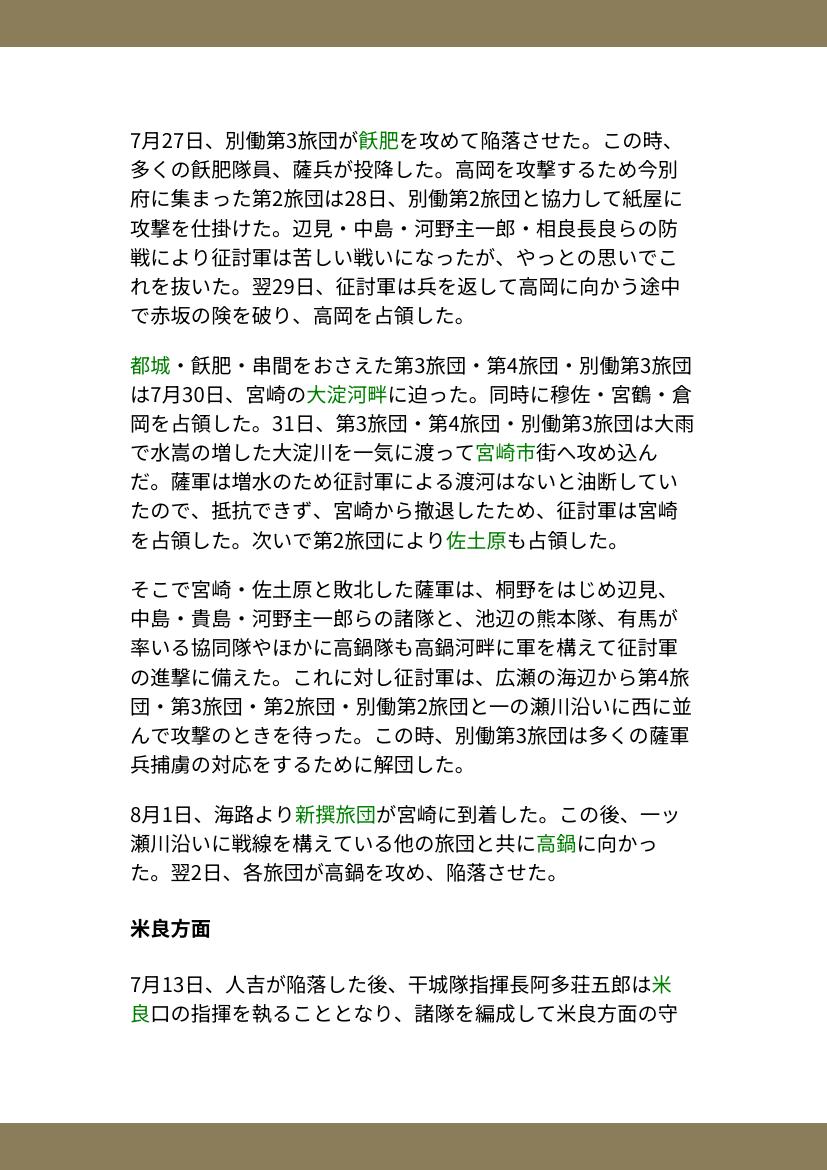 7月27日、別働第3旅団が飫肥を攻めて陥落させた。この時、
多くの飫肥隊員、薩兵が投降した。高岡を攻撃するため今別
府に集まった第2旅団は28日、別働第2旅団と協力して紙屋に
攻撃を仕掛けた。辺見・中島・河野主一郎・相良長良らの防
戦により征討軍は苦しい戦いになったが、やっとの思いでこ
れを抜いた。翌29日、征討軍は兵を返して高岡に向かう途中
で赤坂の険を破り、高岡を占領した。
都城・飫肥・串間をおさえた第3旅団・第4旅団・別働第3旅団
は7月30日、宮崎の大淀河畔に迫った。同時に穆佐・宮鶴・倉
岡を占領した。31日、第3旅団・第4旅団・別働第3旅団は大雨
で水嵩の増した大淀川を一気に渡って宮崎市街へ攻め込ん
だ。薩軍は増水のため征討軍による渡河はないと油断してい
たので、抵抗できず、宮崎から撤退したため、征討軍は宮崎
を占領した。次いで第2旅団により佐土原も占領した。
そこで宮崎・佐土原と敗北した薩軍は、桐野をはじめ辺見、
中島・貴島・河野主一郎らの諸隊と、池辺の熊本隊、有馬が
率いる協同隊やほかに高鍋隊も高鍋河畔に軍を構えて征討軍
の進撃に備えた。これに対し征討軍は、広瀬の海辺から第4旅
団・第3旅団・第2旅団・別働第2旅団と一の瀬川沿いに西に並
んで攻撃のときを待った。この時、別働第3旅団は多くの薩軍
兵捕虜の対応をするために解団した。
8月1日、海路より新撰旅団が宮崎に到着した。この後、一ッ
瀬川沿いに戦線を構えている他の旅団と共に高鍋に向かっ
た。翌2日、各旅団が高鍋を攻め、陥落させた。
米良方面
7月13日、人吉が陥落した後、干城隊指揮長阿多荘五郎は米
良口の指揮を執ることとなり、諸隊を編成して米良方面の守